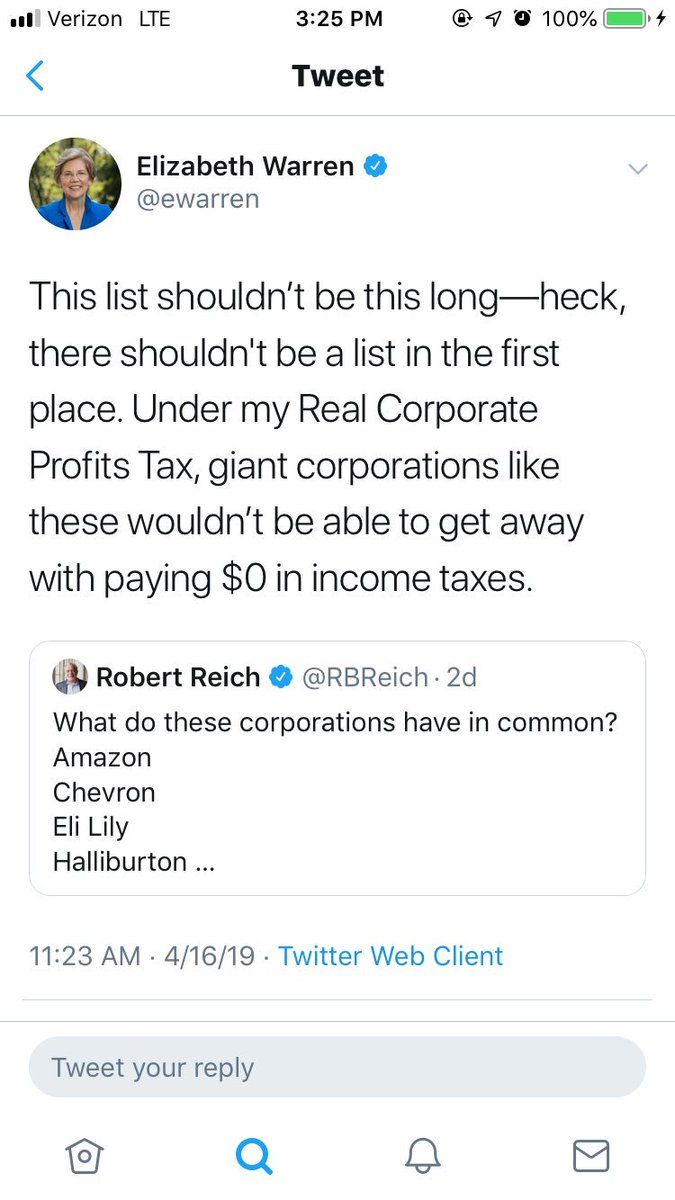 Verizon LTE 3:25 PM 100%
Tweet
Elizabeth Warren
@ewarren
This list shouldn’t be this long—heck,
there shouldn't be a list in the first
place. Under my Real Corporate
Profits Tax, giant corporations like
these wouldn’t be able to get away
with paying $0 in income taxes.
Robert Reich @RBReich · 2d
What do these corporations have in common?
Amazon
Chevron
Eli Lily
Halliburton ...
11:23 AM · 4/16/19 · Twitter Web Client
Tweet your reply